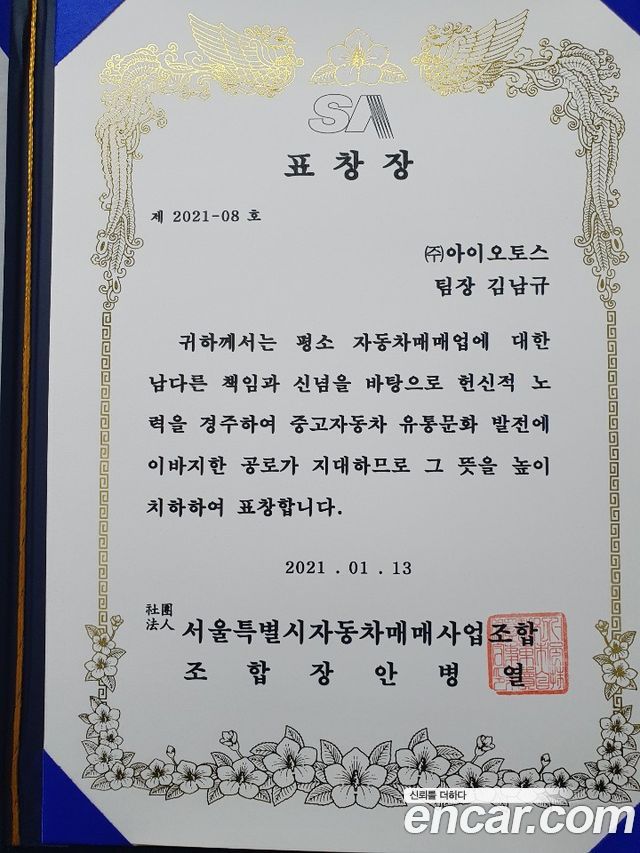 SA
표창장
제 2021-08 호
㈜아이오토스
팀장 김남규
귀하께서는 평소 자동차매매업에 대한
남다른 책임과 신념을 바탕으로 헌신적 노
력을 경주하여 중고자동차 유통문화 발전에
이바지한 공로가 지대하므로 그 뜻을 높이
치하하여 표창합니다.
2021 . 01 . 13
社團
法人 서울특별시자동차매매사업조합
조 합 장 안 병 열
신뢰를 더하다
encar.com